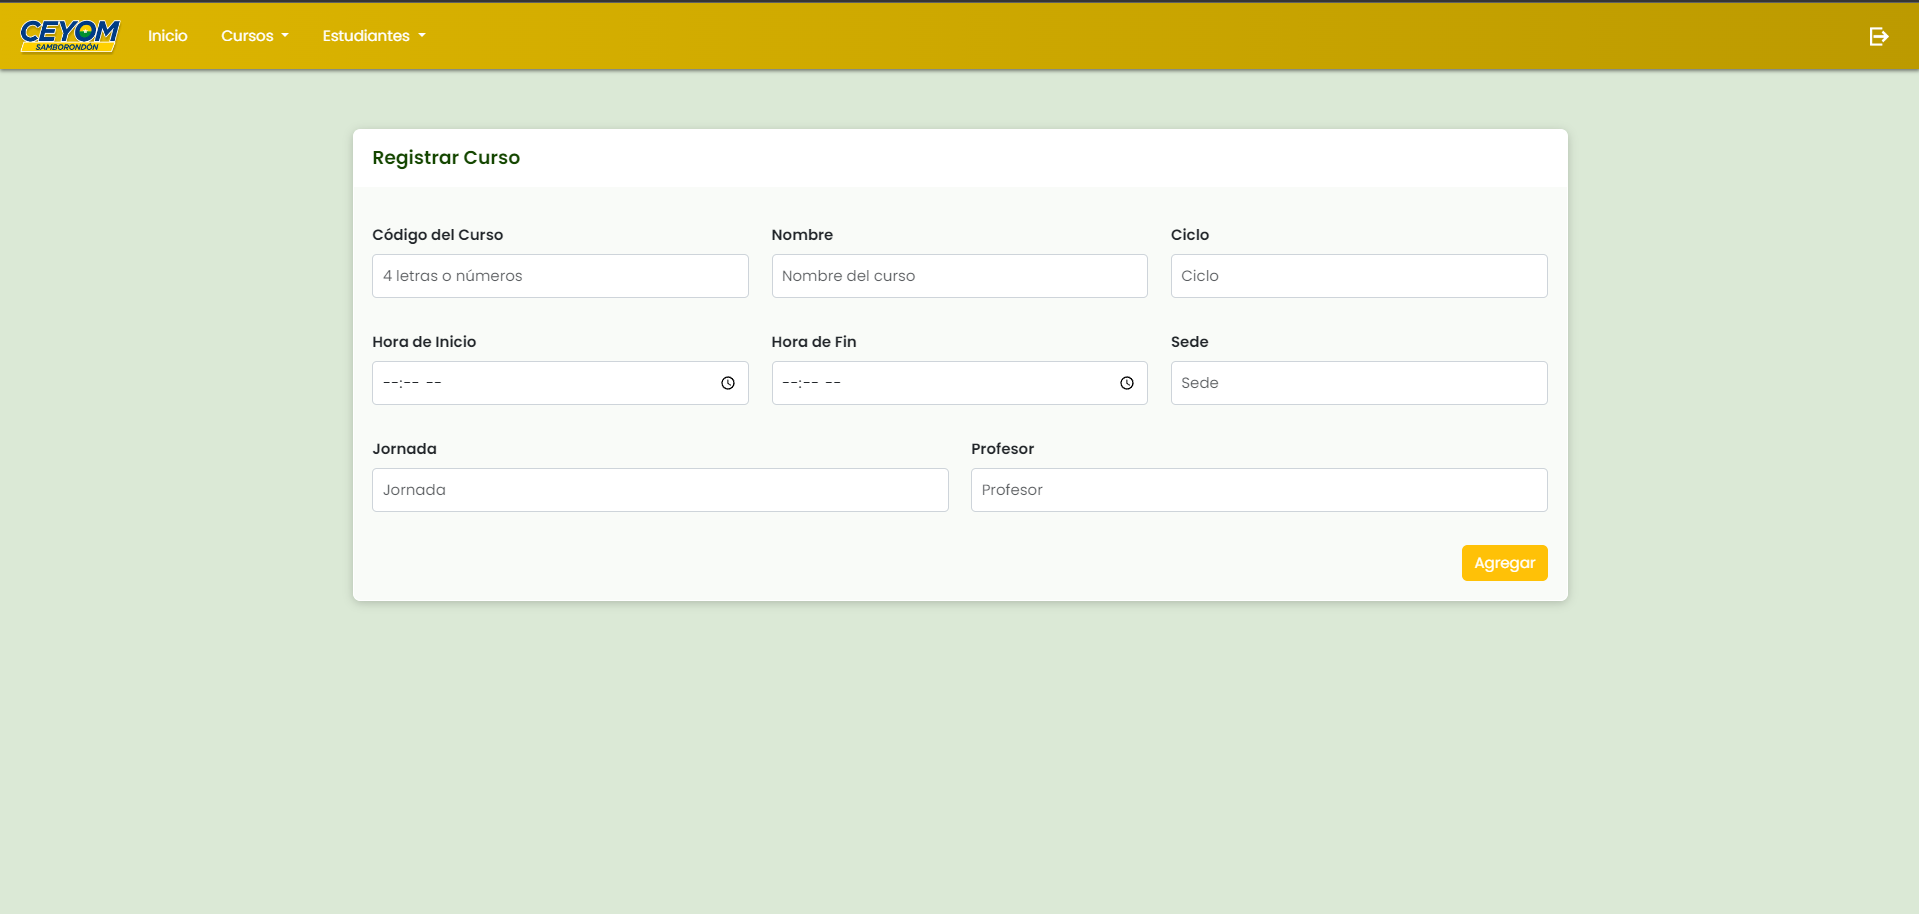 CEYOM
SAMBORONDÓN
Inicio
Cursos
Estudiantes
Registrar Curso
Código del Curso
Nombre
Ciclo
4 letras o números
Nombre del curso
Ciclo
Hora de Inicio
Hora de Fin
Sede
--:-- --
--:-- --
Sede
Jornada
Profesor
Jornada
Profesor
Agregar